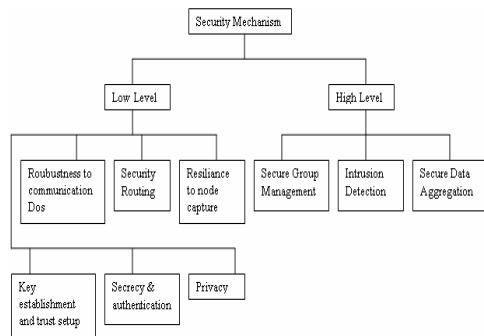 Security Mechanism
Low Level
High Level
Roubustness to
communication
Dos
Security
Routing
Resiliance
to node
capture
Secure Group
Management
Intrusion
Detection
Secure Data
Aggregation
Key
establishment
and trust setup
Secrecy &
authentication
Privacy